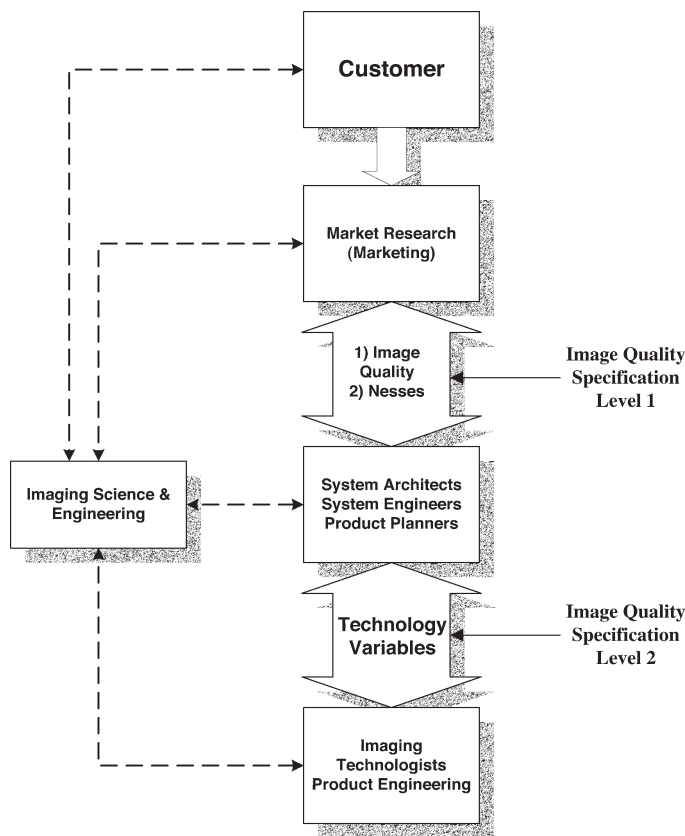 Customer
Market Research
(Marketing)
1) Image
Quality
2) Nesses
Image Quality
Specification
Level 1
Imaging Science &
Engineering
System Architects
System Engineers
Product Planners
Technology
Variables
Image Quality
Specification
Level 2
Imaging
Technologists
Product Engineering